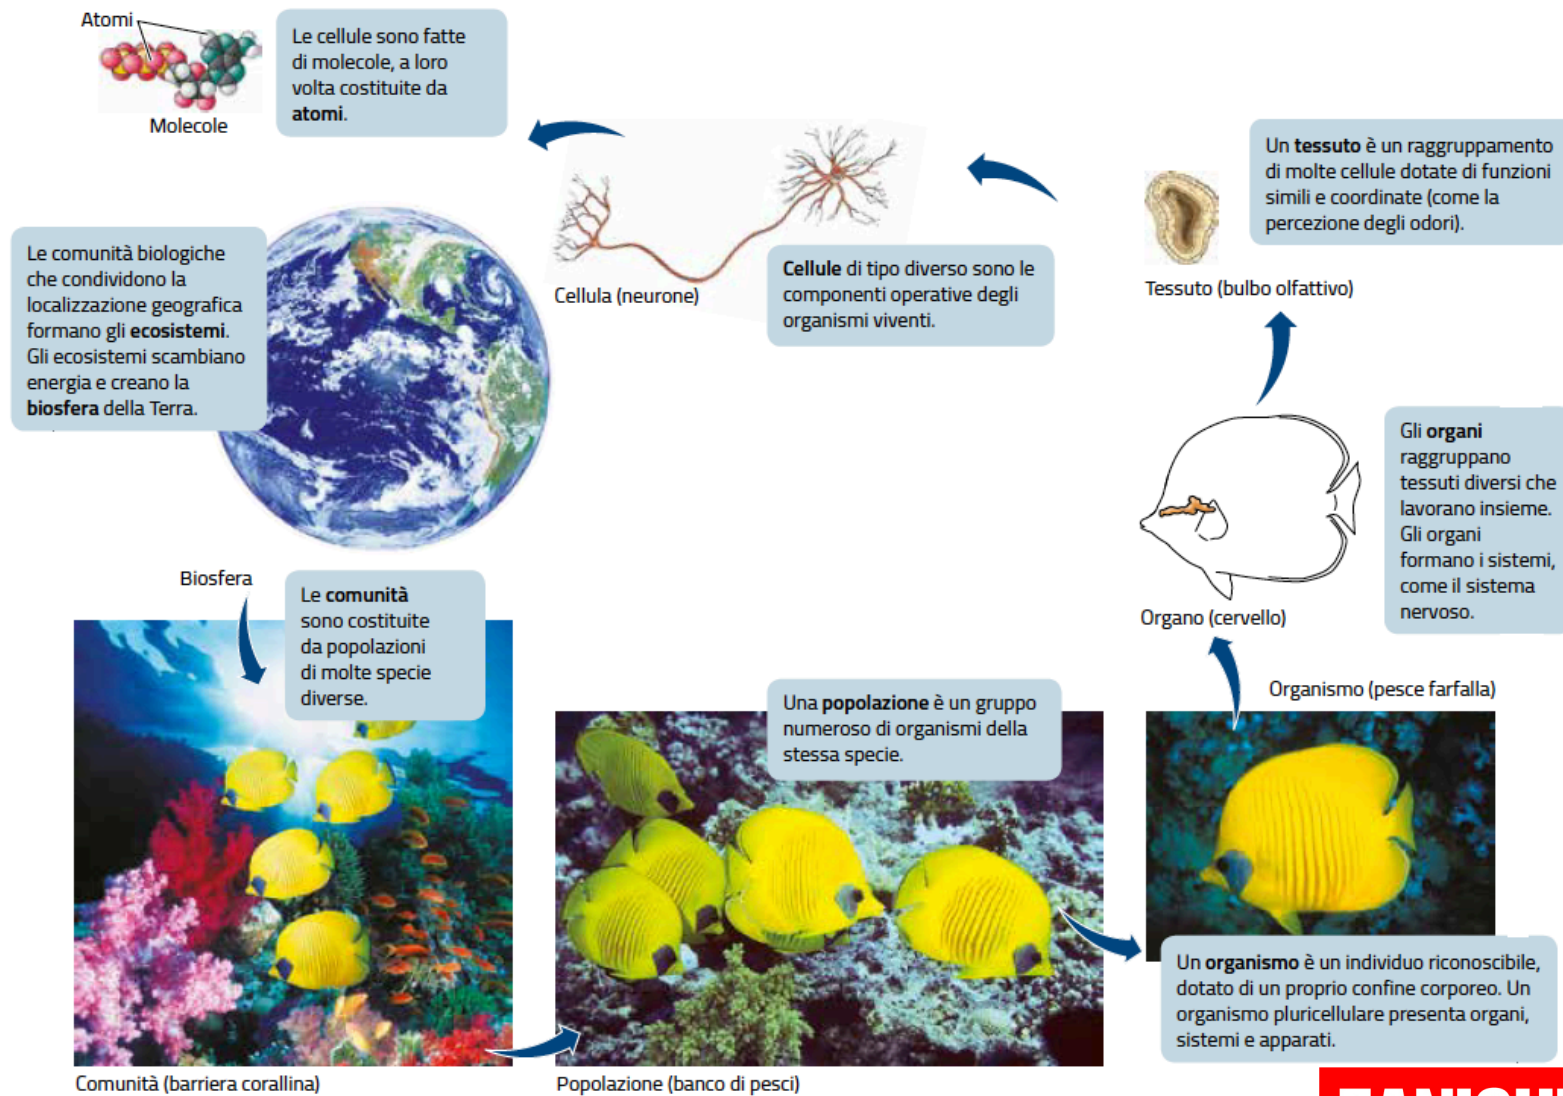 Atomi
Molecole
Le cellule sono fatte
di molecole, a loro
volta costituite da
atomi.
Cellula (neurone)
Cellule di tipo diverso sono le
componenti operative degli
organismi viventi.
Un tessuto è un raggruppamento
di molte cellule dotate di funzioni
simili e coordinate (come la
percezione degli odori).
Tessuto (bulbo olfattivo)
Le comunità biologiche
che condividono la
localizzazione geografica
formano gli ecosistemi.
Gli ecosistemi scambiano
energia e creano la
biosfera della Terra.
Biosfera
Gli organi
raggruppano
tessuti diversi che
lavorano insieme.
Gli organi
formano i sistemi,
come il sistema
nervoso.
Organo (cervello)
Le comunità
sono costituite
da popolazioni
di molte specie
diverse.
Comunità (barriera corallina)
Una popolazione è un gruppo
numeroso di organismi della
stessa specie.
Popolazione (banco di pesci)
Organismo (pesce farfalla)
Un organismo è un individuo riconoscibile,
dotato di un proprio confine corporeo. Un
organismo pluricellulare presenta organi,
sistemi e apparati.